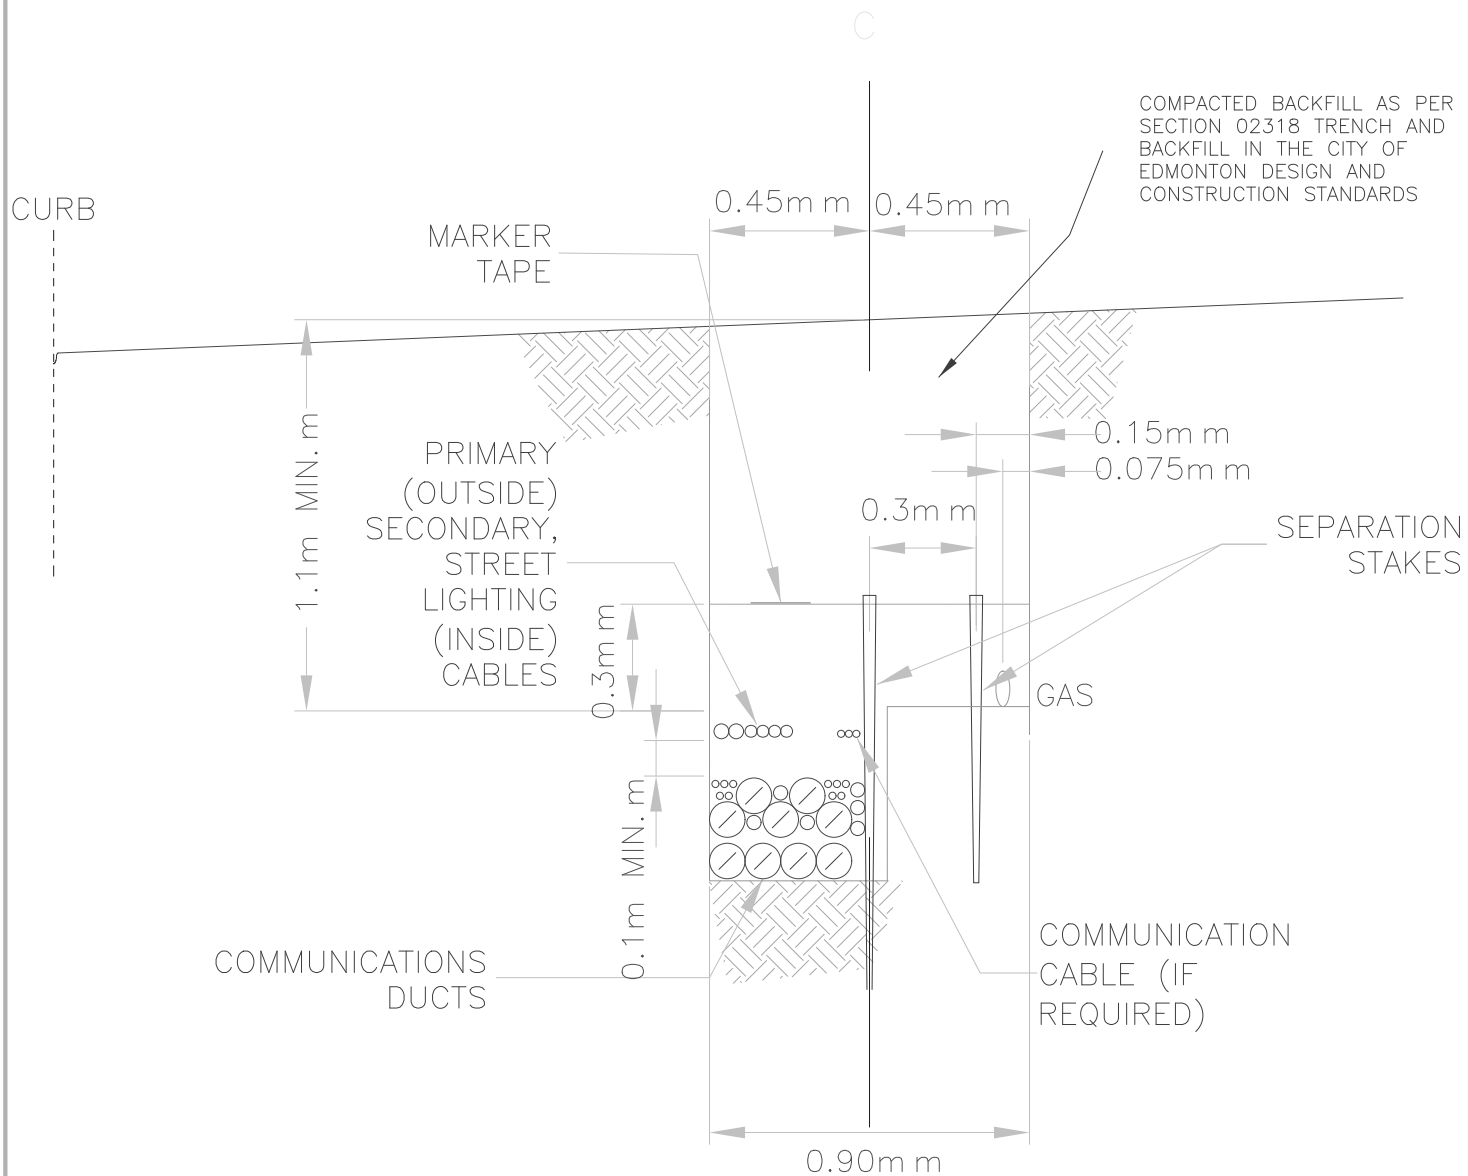 C
COMPACTED BACKFILL AS PER
SECTION 02318 TRENCH AND
BACKFILL IN THE CITY OF
EDMONTON DESIGN AND
CONSTRUCTION STANDARDS
CURB
0.45m m
0.45m m
MARKER
TAPE
1.1m MIN. m
PRIMARY
(OUTSIDE)
SECONDARY,
STREET
LIGHTING
(INSIDE)
CABLES
0.15m m
0.075m m
0.3m m
SEPARATION
STAKES
0.3m m
GAS
0.1m MIN. m
COMMUNICATIONS
DUCTS
COMMUNICATION
CABLE (IF
REQUIRED)
0.90m m